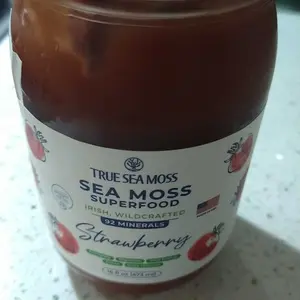 TRUE SEA MOSS
SEA MOSS
SUPERFOOD
IRISH, WILDCRAFTED
92 MINERALS
Strawberry